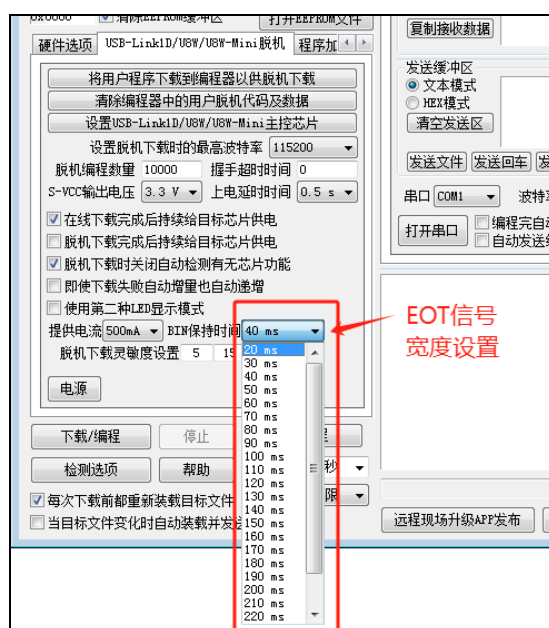 0x0000 清除EEPROM缓冲区 打开EEPROM文件
硬件选项 USB-Link1D/U8W/U8W-Mini脱机 程序加
将用户程序下载到编程器以供脱机下载
清除编程器中的用户脱机代码及数据
设置USB-Link1D/U8W/U8W-Mini主控芯片
设置脱机下载时的最高波特率 115200
脱机编程数量 10000 握手超时时间 0
S-VCC输出电压 3.3 V 上电延时时间 0.5 s
在线下载完成后持续给目标芯片供电
脱机下载完成后持续给目标芯片供电
脱机下载时关闭自动检测有无芯片功能
即使下载失败自动增量也自动递增
使用第二种LED显示模式
提供电流 500mA BIN保持时间 40 ms
脱机下载灵敏度设置 5 15
电源
20 ms
30 ms
40 ms
50 ms
60 ms
70 ms
80 ms
90 ms
100 ms
110 ms
120 ms
130 ms
140 ms
150 ms
160 ms
170 ms
180 ms
190 ms
200 ms
210 ms
220 ms
下载/编程 停止
检测选项 帮助 秒
每次下载前都重新装载目标文件 限
当目标文件变化时自动装载并发送
复制接收数据
发送缓冲区
文本模式
HEX模式
清空发送区
发送文件 发送回车 发
串口 COM1 波特率
打开串口 编程完自
自动发送
EOT信号
宽度设置
远程现场升级APP发布